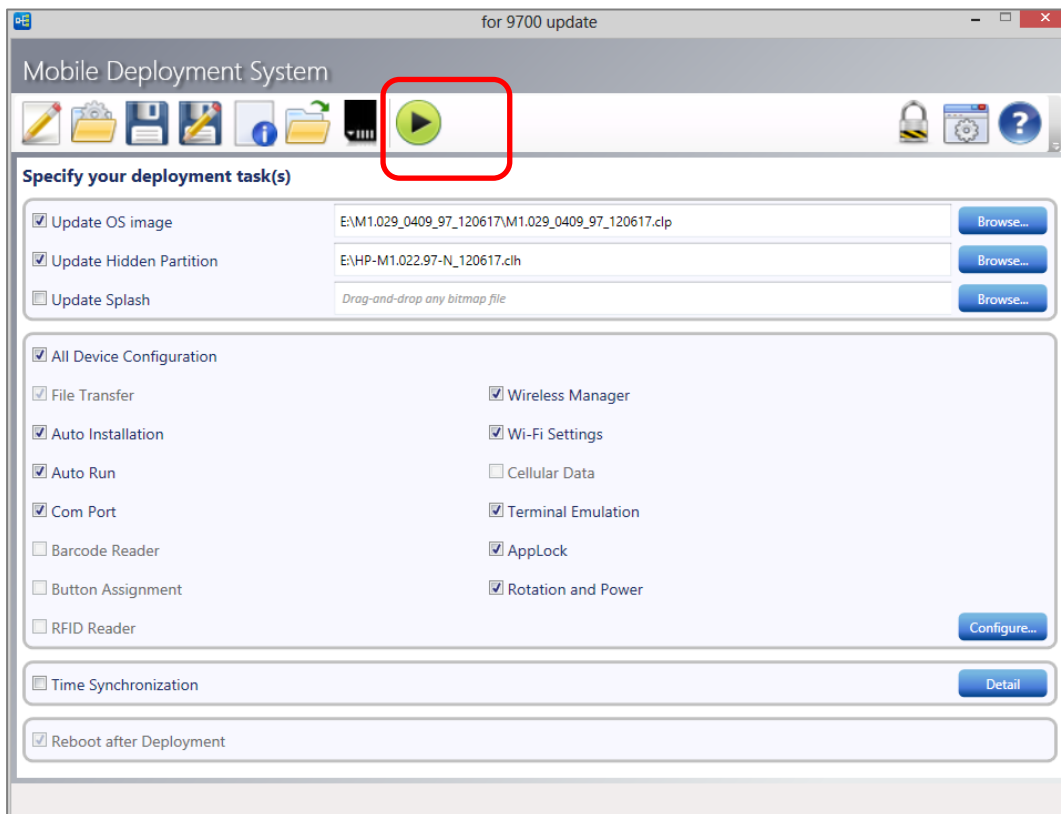 for 9700 update
Mobile Deployment System
Specify your deployment task(s)
Update OS image E:\M1.029_0409_97_120617\M1.029_0409_97_120617.clp Browse...
Update Hidden Partition E:\HP-M1.022.97-N_120617.clh Browse...
Update Splash Drag-and-drop any bitmap file Browse...
All Device Configuration
File Transfer Wireless Manager
Auto Installation Wi-Fi Settings
Auto Run Cellular Data
Com Port Terminal Emulation
Barcode Reader AppLock
Button Assignment Rotation and Power
RFID Reader Configure...
Time Synchronization Detail
Reboot after Deployment